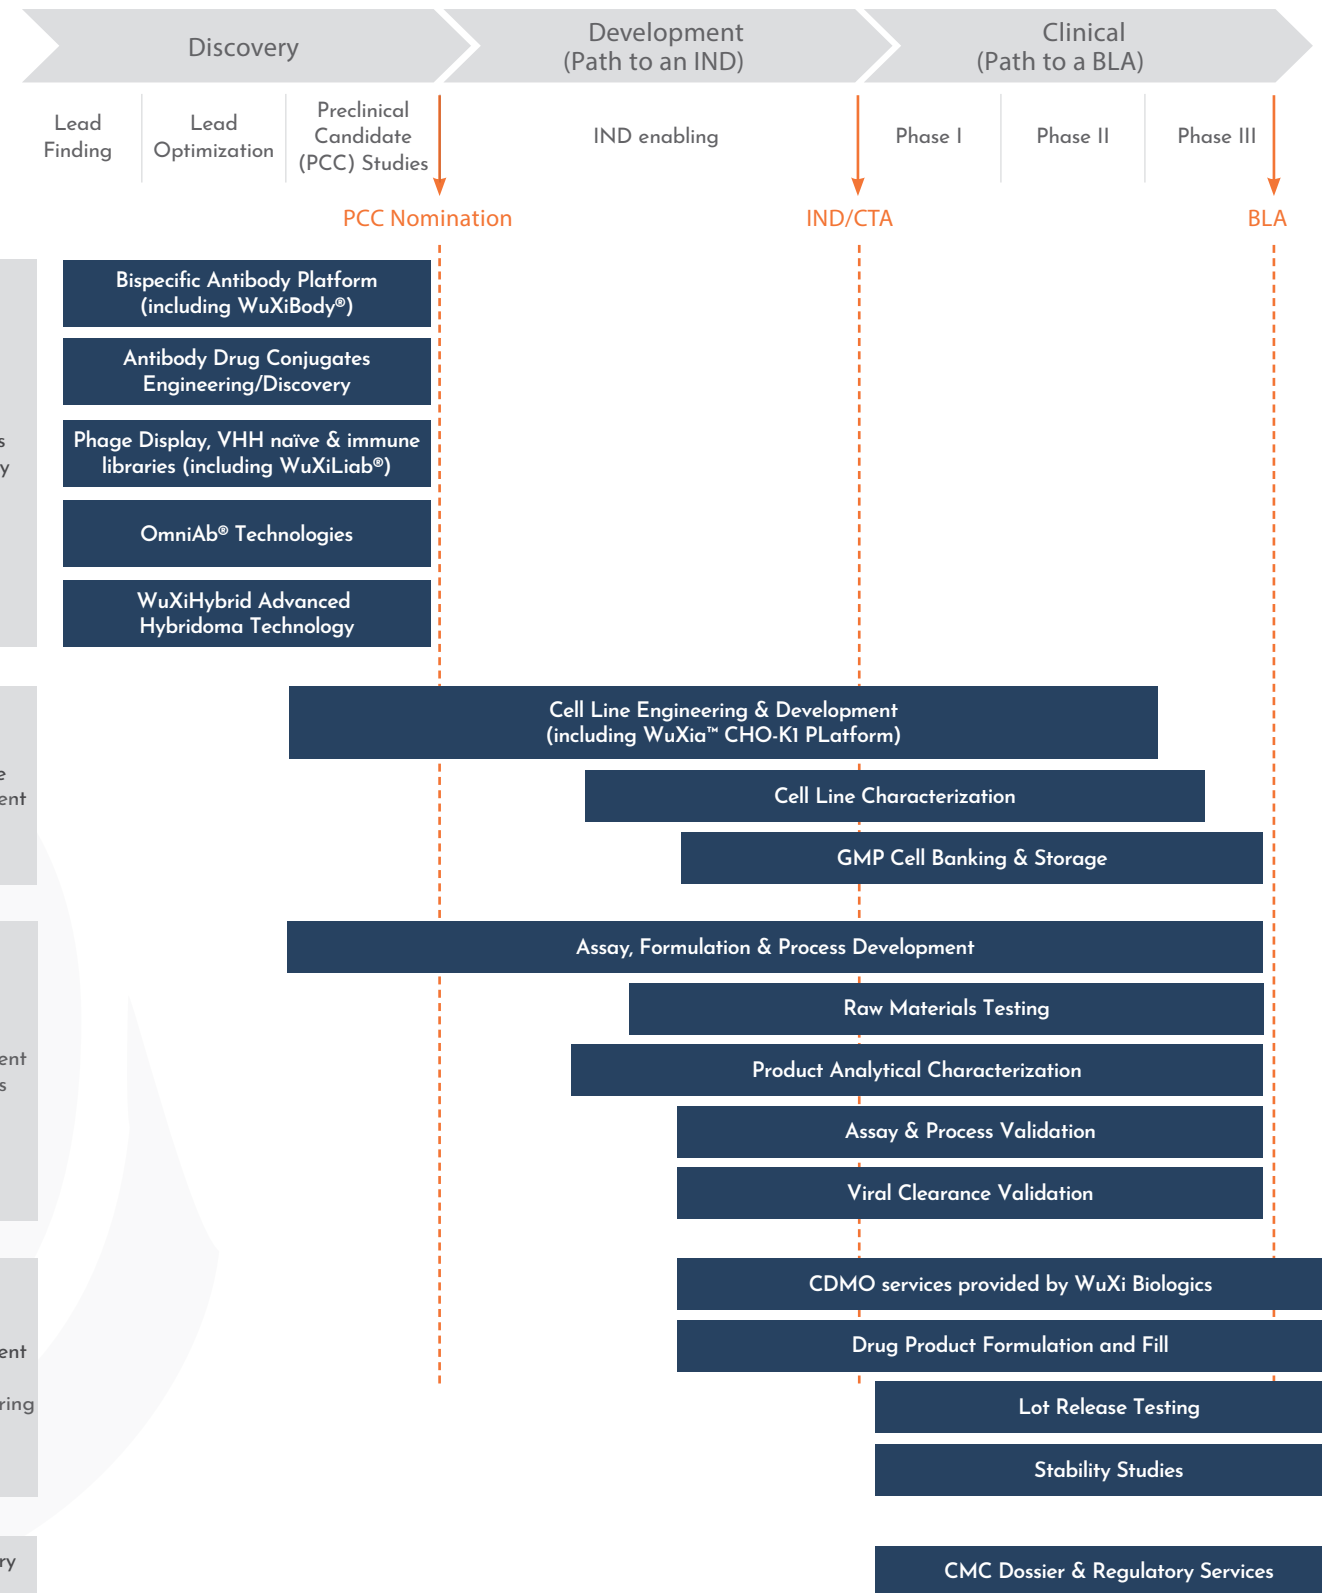 Discovery
Development
(Path to an IND)
Clinical
(Path to a BLA)
Lead
Finding
Lead
Optimization
Preclinical
Candidate
(PCC) Studies
IND enabling
Phase I
Phase II
Phase III
PCC Nomination
IND/CTA
BLA
Bispecific Antibody Platform
(including WuXiBody®)
Antibody Drug Conjugates
Engineering/Discovery
Phage Display, VHH naïve & immune
libraries (including WuXiLiab®)
OmniAb® Technologies
WuXiHybrid Advanced
Hybridoma Technology
s
y
Cell Line Engineering & Development
(including WuXia™ CHO-K1 PLatform)
Cell Line Characterization
GMP Cell Banking & Storage
e
ent
Assay, Formulation & Process Development
Raw Materials Testing
Product Analytical Characterization
Assay & Process Validation
Viral Clearance Validation
ent
s
CDMO services provided by WuXi Biologics
Drug Product Formulation and Fill
Lot Release Testing
Stability Studies
ent
ring
CMC Dossier & Regulatory Services
ry